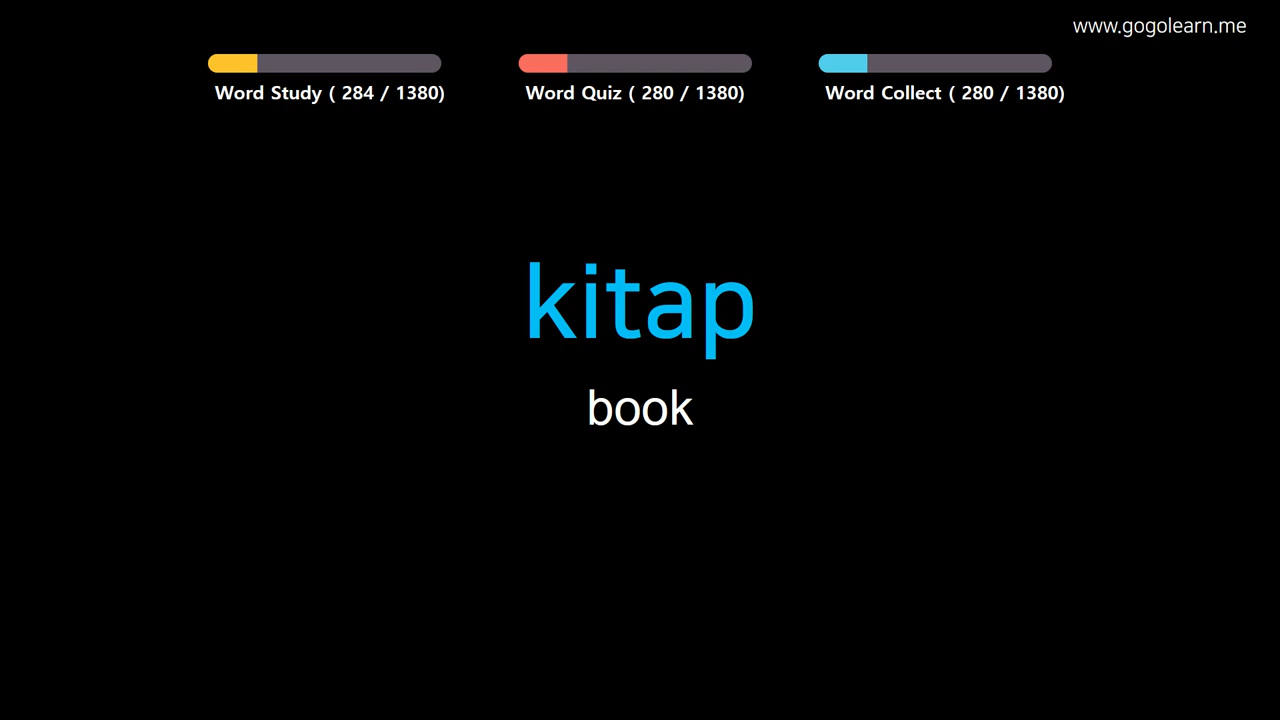 www.gogolearn.me
Word Study ( 284 / 1380)
Word Quiz ( 280 / 1380)
Word Collect ( 280 / 1380)
kitap
book